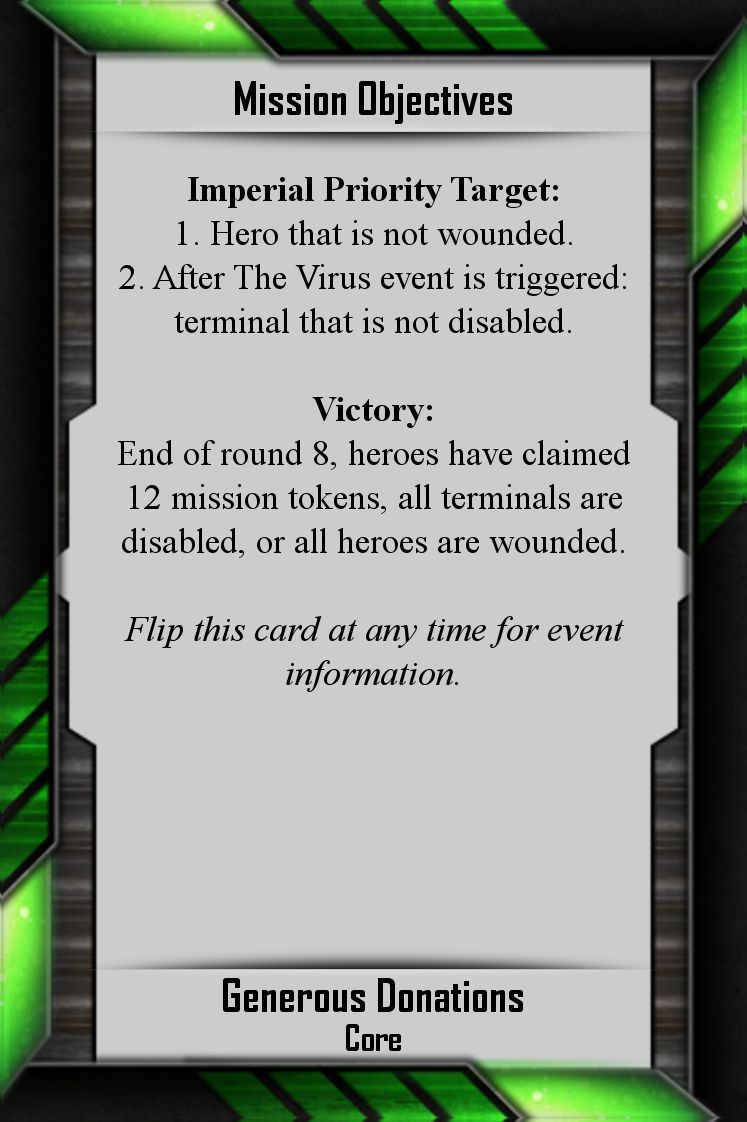 Mission Objectives
Imperial Priority Target:
1. Hero that is not wounded.
2. After The Virus event is triggered:
terminal that is not disabled.
Victory:
End of round 8, heroes have claimed
12 mission tokens, all terminals are
disabled, or all heroes are wounded.
Flip this card at any time for event
information.
Generous Donations
Core